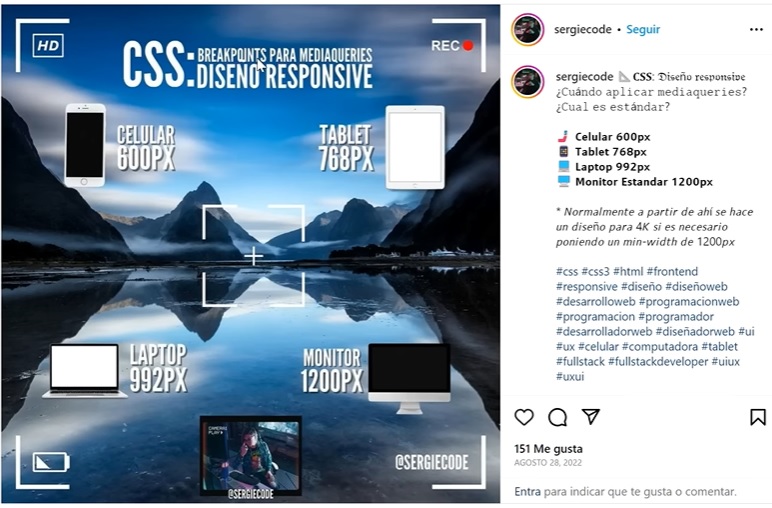 HD
REC
CSS: BREAKPOINTS PARA MEDIAQUERIES
DISEÑO RESPONSIVE
CELULAR
600PX
TABLET
768PX
LAPTOP
992PX
MONITOR
1200PX
@SERGIECODE
@SERGIECODE
sergiecode • Seguir
sergiecode 📐 CSS: Diseño responsive
¿Cuándo aplicar mediaqueries?
¿Cual es estándar?
Celular 600px
Tablet 768px
Laptop 992px
Monitor Estandar 1200px
* Normalmente a partir de ahí se hace
un diseño para 4K si es necesario
poniendo un min-width de 1200px
#css #css3 #html #frontend
#responsive #diseño #diseñoweb
#desarrolloweb #programacionweb
#programacion #programador
#desarrolladorweb #diseñadorweb #ui
#ux #celular #computadora #tablet
#fullstack #fullstackdeveloper #uiux
#uxui
151 Me gusta
AGOSTO 28, 2022
Entra para indicar que te gusta o comentar.